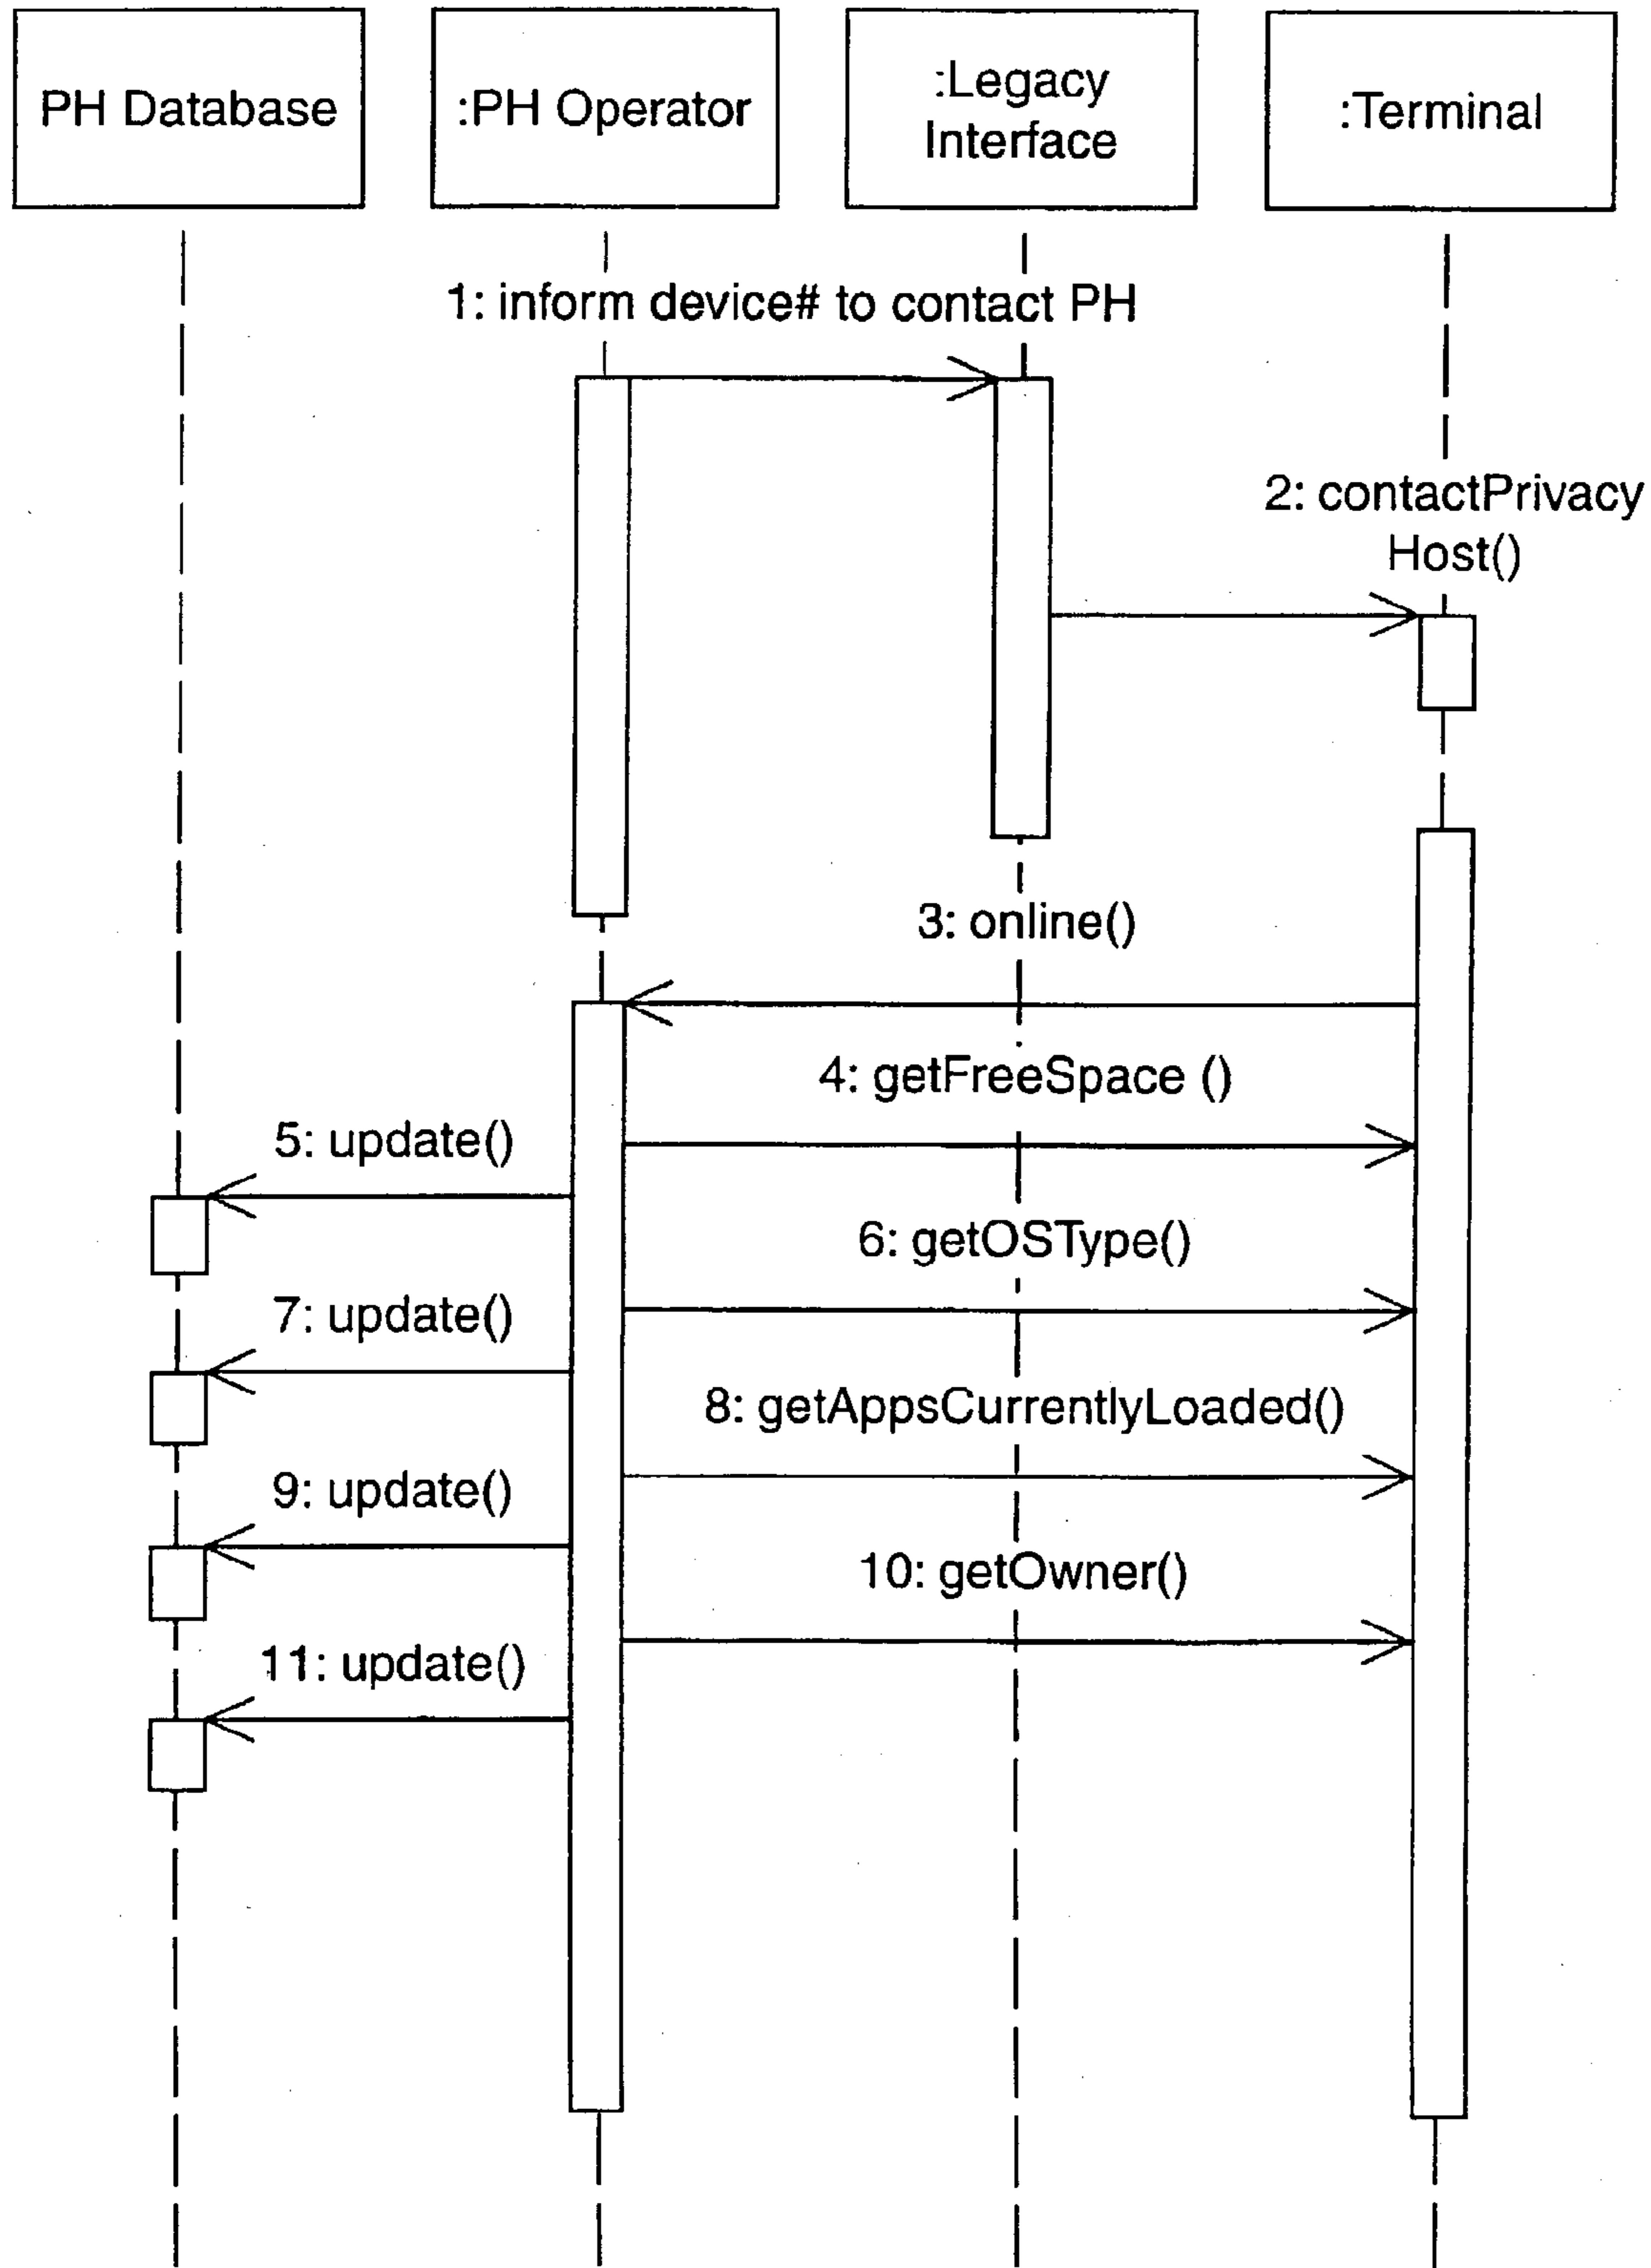 PH Database
:PH Operator
:Legacy
Interface
:Terminal
1: inform device# to contact PH
2: contactPrivacy
Host()
3: online()
4: getFreeSpace ()
5: update()
6: getOSType()
7: update()
8: getAppsCurrentlyLoaded()
9: update()
10: getOwner()
11: update()